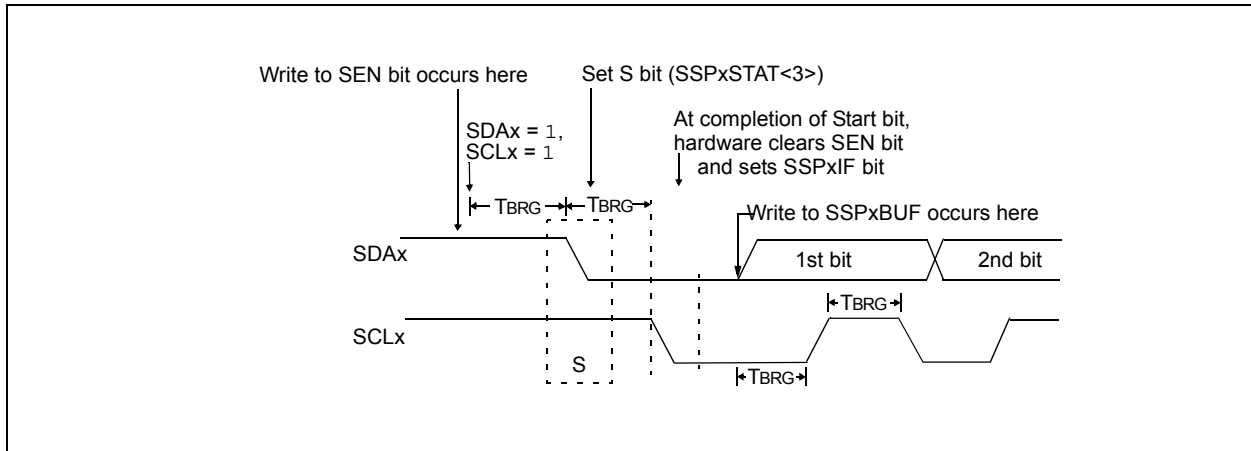 Write to SEN bit occurs here
Set S bit (SSPxSTAT<3>)
SDAx = 1,
SCLx = 1
At completion of Start bit,
hardware clears SEN bit
and sets SSPxIF bit
TBRG
TBRG
Write to SSPxBUF occurs here
SDAx
1st bit
2nd bit
TBRG
SCLx
S
TBRG